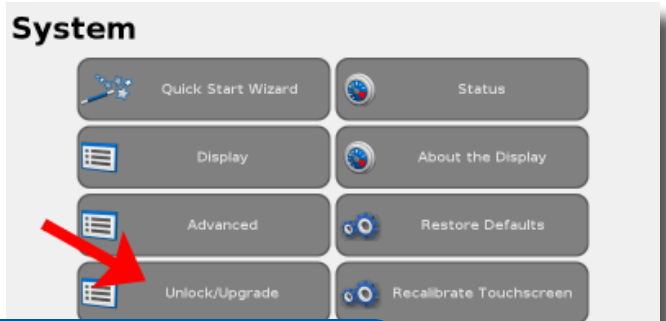 System
Quick Start Wizard
Status
Display
About the Display
Advanced
Restore Defaults
Unlock/Upgrade
Recalibrate Touchscreen